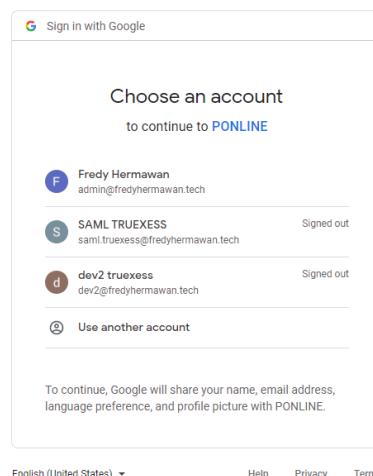 Sign in with Google
Choose an account
to continue to PONLINE
F
Fredy Hermawan
admin@fredyhermawan.tech
S
SAML TRUEXESS
Signed out
saml.truexess@fredyhermawan.tech
d
dev2 truexess
Signed out
dev2@fredyhermawan.tech
Use another account
To continue, Google will share your name, email address,
language preference, and profile picture with PONLINE.
English (United States) Help Privacy Term